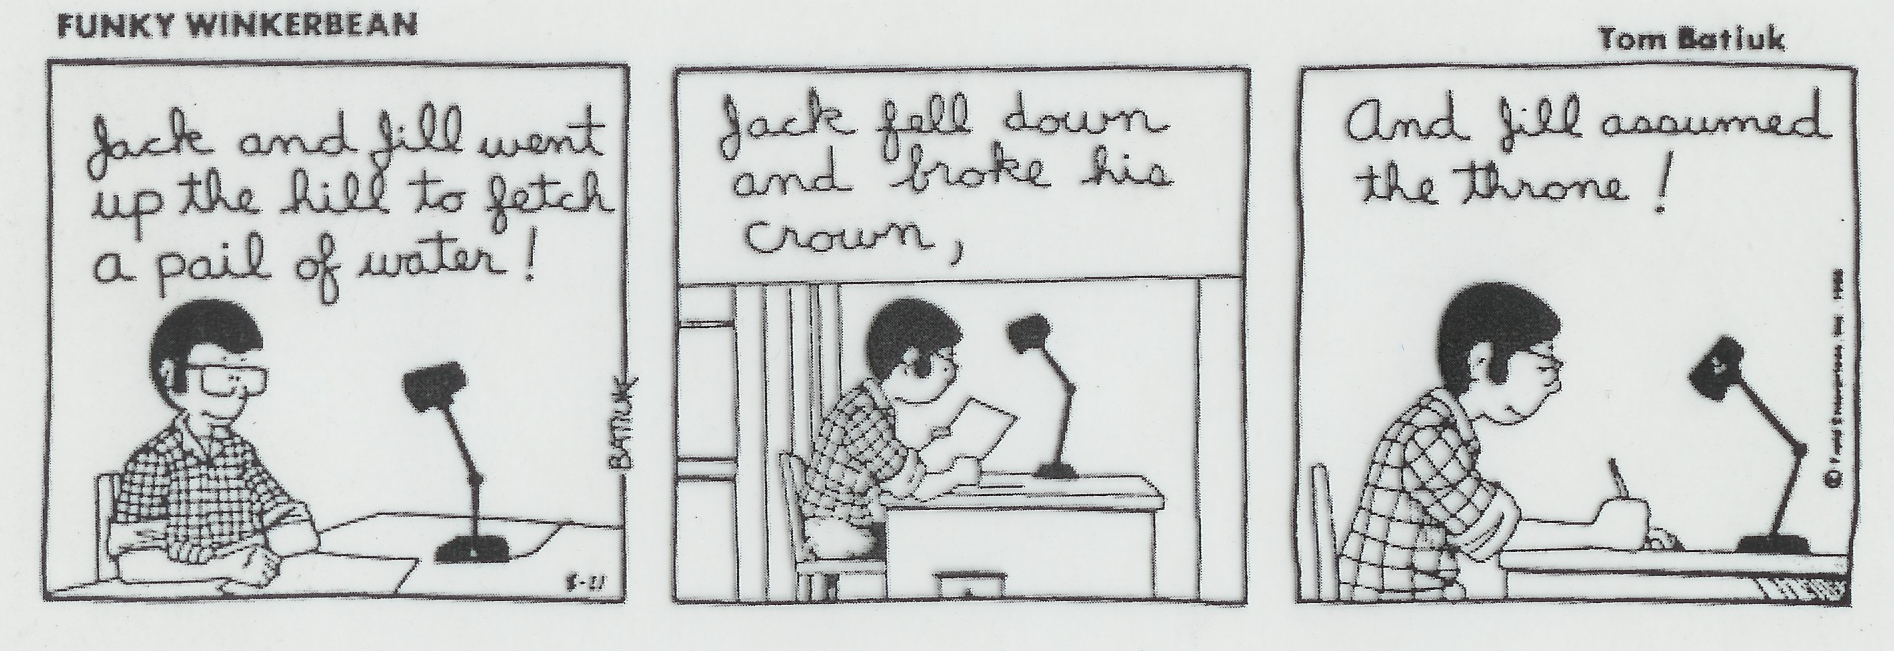 FUNKY WINKERBEAN
Tom Batiuk
Jack and Jill went
up the hill to fetch
a pail of water!
BATIUK
Jack fell down
and broke his
crown,
And Jill assumed
the throne!